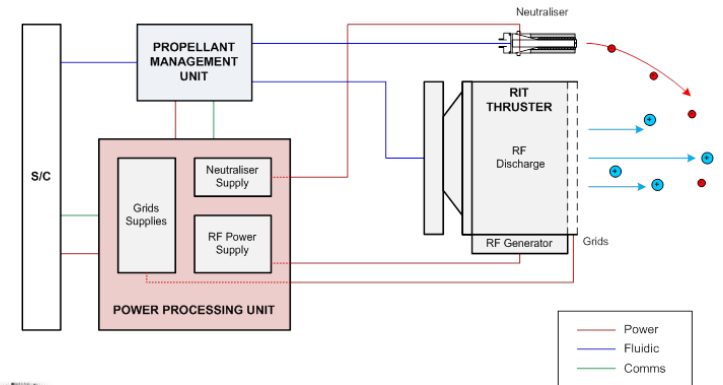 Neutraliser
PROPELLANT
MANAGEMENT
UNIT
RIT
THRUSTER
RF
Discharge
S/C
Neutraliser
Supply
Grids
Supplies
RF Power
Supply
RF Generator
Grids
POWER PROCESSING UNIT
Power
Fluidic
Comms